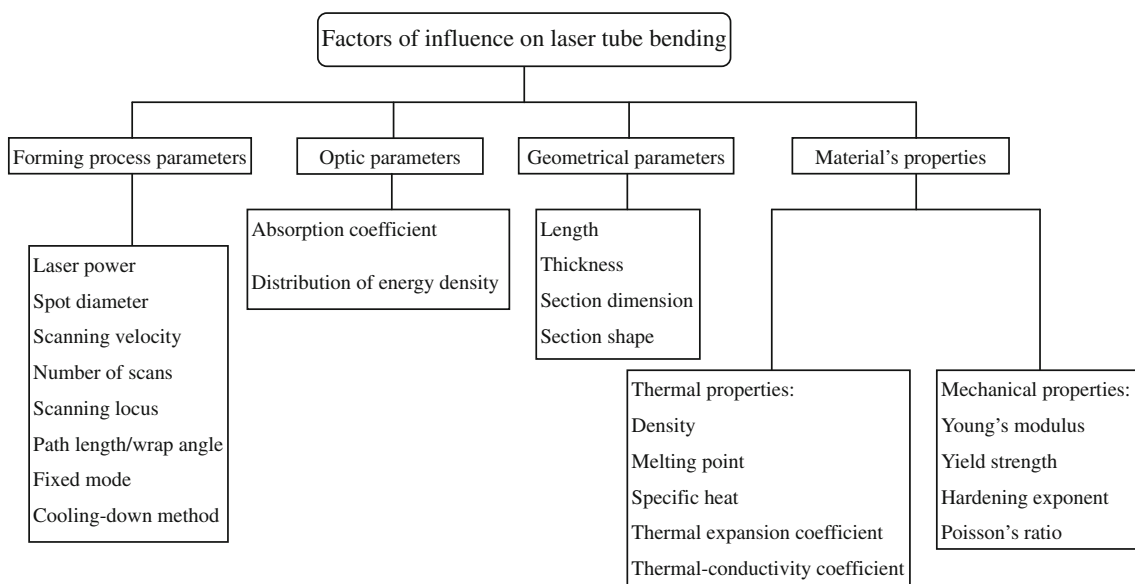 Factors of influence on laser tube bending
Forming process parameters
Optic parameters
Geometrical parameters
Material’s properties
Laser power
Spot diameter
Scanning velocity
Number of scans
Scanning locus
Path length/wrap angle
Fixed mode
Cooling-down method
Absorption coefficient
Distribution of energy density
Length
Thickness
Section dimension
Section shape
Thermal properties:
Density
Melting point
Specific heat
Thermal expansion coefficient
Thermal-conductivity coefficient
Mechanical properties:
Young’s modulus
Yield strength
Hardening exponent
Poisson’s ratio